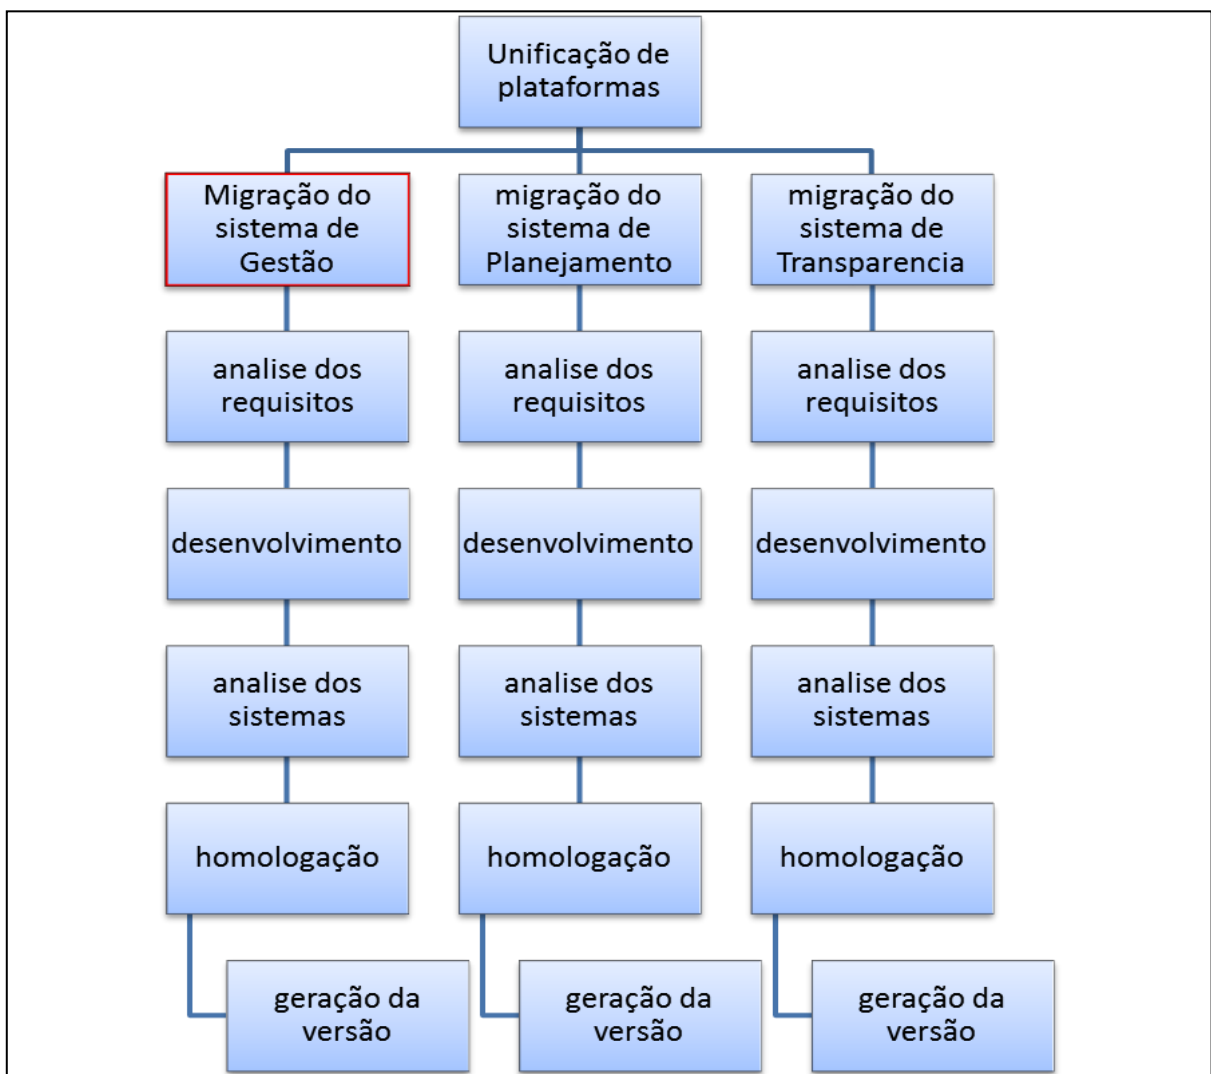 Unificação de
plataformas
Migração do
sistema de
Gestão
migração do
sistema de
Planejamento
migração do
sistema de
Transparencia
analise dos
requisitos
analise dos
requisitos
analise dos
requisitos
desenvolvimento
desenvolvimento
desenvolvimento
analise dos
sistemas
analise dos
sistemas
analise dos
sistemas
homologação
homologação
homologação
geração da
versão
geração da
versão
geração da
versão